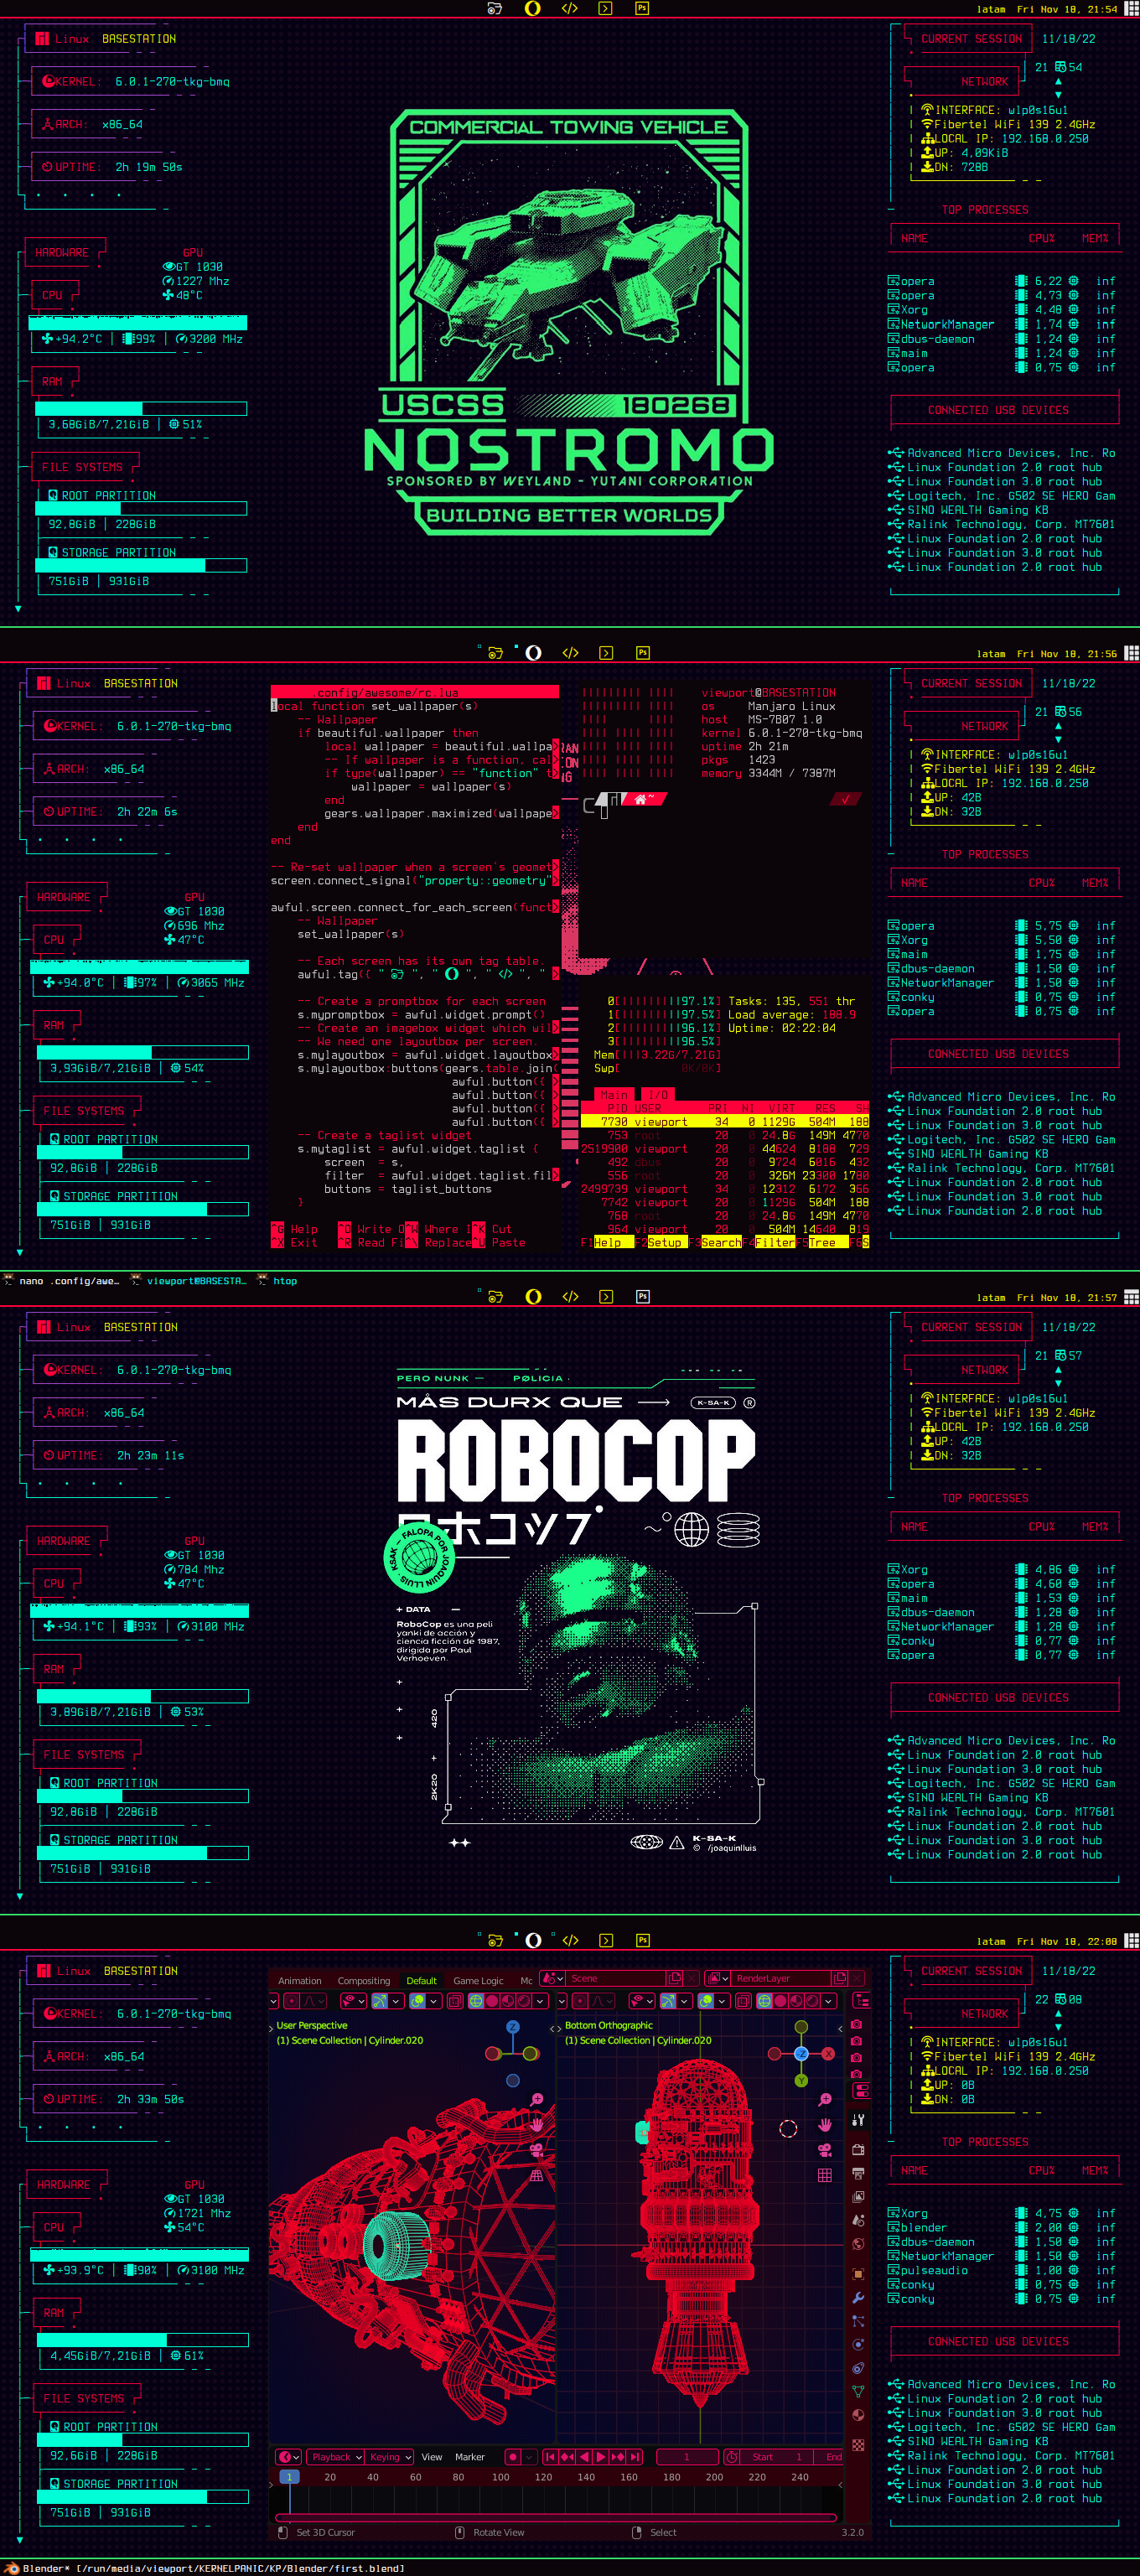 latam Fri Nov 18, 21:54
Linux BASESTATION
KERNEL: 6.0.1-270-tkg-bmq
ARCH: x86_64
UPTIME: 2h 19m 50s
HARDWARE
GPU
GT 1030
1227 Mhz
CPU
48°C
+94.2°C | 99% | 3200 MHz
RAM
3,68GiB/7,21GiB | 51%
FILE SYSTEMS
ROOT PARTITION
92,8GiB | 228GiB
STORAGE PARTITION
751GiB | 931GiB
COMMERCIAL TOWING VEHICLE
USCSS 180268
NOSTROMO
SPONSORED BY WEYLAND - YUTANI CORPORATION
BUILDING BETTER WORLDS
CURRENT SESSION 11/18/22
21 54
NETWORK
INTERFACE: wlp0s16u1
Fibertel WiFi 139 2.4GHz
LOCAL IP: 192.168.0.250
UP: 4.09KiB
DN: 728B
TOP PROCESSES
NAME CPU% MEM%
opera 6,22 inf
opera 4,73 inf
Xorg 4,48 inf
NetworkManager 1,74 inf
dbus-daemon 1,24 inf
maim 1,24 inf
opera 0,75 inf
CONNECTED USB DEVICES
Advanced Micro Devices, Inc. Ro
Linux Foundation 2.0 root hub
Linux Foundation 3.0 root hub
Logitech, Inc. G502 SE HERO Gam
SINO WEALTH Gaming KB
Ralink Technology, Corp. MT7601
Linux Foundation 2.0 root hub
Linux Foundation 3.0 root hub
Linux Foundation 2.0 root hub
latam Fri Nov 18, 21:56
Linux BASESTATION
KERNEL: 6.0.1-270-tkg-bmq
ARCH: x86_64
UPTIME: 2h 22m 6s
HARDWARE
GPU
GT 1030
696 Mhz
CPU
47°C
+94.0°C | 97% | 3065 MHz
RAM
3,93GiB/7,21GiB | 54%
FILE SYSTEMS
ROOT PARTITION
92,8GiB | 228GiB
STORAGE PARTITION
751GiB | 931GiB
.config/awesome/rc.lua
local function set_wallpaper(s)
-- Wallpaper
if beautiful.wallpaper then
local wallpaper = beautiful.wallpa>
-- If wallpaper is a function, cal>
if type(wallpaper) == "function" t>
wallpaper = wallpaper(s)
end
gears.wallpaper.maximized(wallpape>
end
end
-- Re-set wallpaper when a screen's geomet>
screen.connect_signal("property::geometry">
awful.screen.connect_for_each_screen(funct>
-- Wallpaper
set_wallpaper(s)
-- Each screen has its own tag table.
awful.tag({ " ", " ", " ", " >
-- Create a promptbox for each screen
s.mypromptbox = awful.widget.prompt()
-- Create an imagebox widget which wil>
-- We need one layoutbox per screen.
s.mylayoutbox = awful.widget.layoutbox>
s.mylayoutbox:buttons(gears.table.join(
awful.button({ >
awful.button({ >
awful.button({ >
awful.button({ >
-- Create a taglist widget
s.mytaglist = awful.widget.taglist {
screen = s,
filter = awful.widget.taglist.fil>
buttons = taglist_buttons
}
^G Help ^O Write O^W Where I^K Cut
^X Exit ^R Read Fi^\ Replace^U Paste
viewport@BASESTATION
os Manjaro Linux
host MS-7B07 1.0
kernel 6.0.1-270-tkg-bmq
uptime 2h 21m
pkgs 1423
memory 3344M / 7387M
~
0[||||||||||97.1%] Tasks: 135, 551 thr
1[||||||||||97.5%] Load average: 188.9
2[||||||||||96.1%] Uptime: 02:22:04
3[||||||||||96.5%]
Mem[|||3.22G/7.21G]
Swp[ 0K/0K]
Main I/O
PID USER PRI NI VIRT RES SH
7730 viewport 34 0 1129G 504M 188
753 root 20 0 24.8G 149M 4770
2519900 viewport 20 0 44624 8188 729
492 dbus 20 0 9724 6016 432
556 root 20 0 326M 23300 1780
2499739 viewport 20 0 12312 6172 366
7742 viewport 20 0 1129G 504M 188
768 root 20 0 24.8G 149M 4770
964 viewport 20 0 504M 14640 819
F1Help F2Setup F3SearchF4FilterF5Tree F6S
CURRENT SESSION 11/18/22
21 56
NETWORK
INTERFACE: wlp0s16u1
Fibertel WiFi 139 2.4GHz
LOCAL IP: 192.168.0.250
UP: 42B
DN: 32B
TOP PROCESSES
NAME CPU% MEM%
opera 5,75 inf
Xorg 5,50 inf
maim 1,75 inf
dbus-daemon 1,50 inf
NetworkManager 1,50 inf
conky 0,75 inf
opera 0,75 inf
CONNECTED USB DEVICES
Advanced Micro Devices, Inc. Ro
Linux Foundation 2.0 root hub
Linux Foundation 3.0 root hub
Logitech, Inc. G502 SE HERO Gam
SINO WEALTH Gaming KB
Ralink Technology, Corp. MT7601
Linux Foundation 2.0 root hub
Linux Foundation 3.0 root hub
Linux Foundation 2.0 root hub
nano .config/awe… viewport@BASESTA… htop
latam Fri Nov 18, 21:57
Linux BASESTATION
KERNEL: 6.0.1-270-tkg-bmq
ARCH: x86_64
UPTIME: 2h 23m 11s
HARDWARE
GPU
GT 1030
784 Mhz
CPU
47°C
+94.1°C | 93% | 3100 MHz
RAM
3,89GiB/7,21GiB | 53%
FILE SYSTEMS
ROOT PARTITION
92,8GiB | 228GiB
STORAGE PARTITION
751GiB | 931GiB
PERO NUNK — POLICIA
MÁS DURX QUE K-SA-K ®
ROBOCOP
ロボコップ
KSAK — FALOPA POR JOAQUIN LLUIS —
+ DATA —
RoboCop es una peli
yanki de acción y
ciencia ficción de 1987,
dirigida por Paul
Verhoeven.
2K20 + 420
K-SA-K
© /joaquinlluis
CURRENT SESSION 11/18/22
21 57
NETWORK
INTERFACE: wlp0s16u1
Fibertel WiFi 139 2.4GHz
LOCAL IP: 192.168.0.250
UP: 42B
DN: 32B
TOP PROCESSES
NAME CPU% MEM%
Xorg 4,86 inf
opera 4,60 inf
maim 1,53 inf
dbus-daemon 1,28 inf
NetworkManager 1,28 inf
conky 0,77 inf
opera 0,77 inf
CONNECTED USB DEVICES
Advanced Micro Devices, Inc. Ro
Linux Foundation 2.0 root hub
Linux Foundation 3.0 root hub
Logitech, Inc. G502 SE HERO Gam
SINO WEALTH Gaming KB
Ralink Technology, Corp. MT7601
Linux Foundation 2.0 root hub
Linux Foundation 3.0 root hub
Linux Foundation 2.0 root hub
latam Fri Nov 18, 22:08
Linux BASESTATION
KERNEL: 6.0.1-270-tkg-bmq
ARCH: x86_64
UPTIME: 2h 33m 50s
HARDWARE
GPU
GT 1030
1721 Mhz
CPU
54°C
+93.9°C | 90% | 3100 MHz
RAM
4,45GiB/7,21GiB | 61%
FILE SYSTEMS
ROOT PARTITION
92,6GiB | 228GiB
STORAGE PARTITION
751GiB | 931GiB
Animation Compositing Default Game Logic Mc Scene RenderLayer
User Perspective
(1) Scene Collection | Cylinder.020
Bottom Orthographic
(1) Scene Collection | Cylinder.020
Playback Keying View Marker 1 Start 1 End
1 20 40 60 80 100 120 140 160 180 200 220 240
Set 3D Cursor Rotate View Select 3.2.0
CURRENT SESSION 11/18/22
22 08
NETWORK
INTERFACE: wlp0s16u1
Fibertel WiFi 139 2.4GHz
LOCAL IP: 192.168.0.250
UP: 0B
DN: 0B
TOP PROCESSES
NAME CPU% MEM%
Xorg 4,75 inf
blender 2,00 inf
dbus-daemon 1,50 inf
NetworkManager 1,50 inf
pulseaudio 1,00 inf
conky 0,75 inf
conky 0,75 inf
CONNECTED USB DEVICES
Advanced Micro Devices, Inc. Ro
Linux Foundation 2.0 root hub
Linux Foundation 3.0 root hub
Logitech, Inc. G502 SE HERO Gam
SINO WEALTH Gaming KB
Ralink Technology, Corp. MT7601
Linux Foundation 2.0 root hub
Linux Foundation 3.0 root hub
Linux Foundation 2.0 root hub
Blender* [/run/media/viewport/KERNELPANIC/KP/Blender/first.blend]